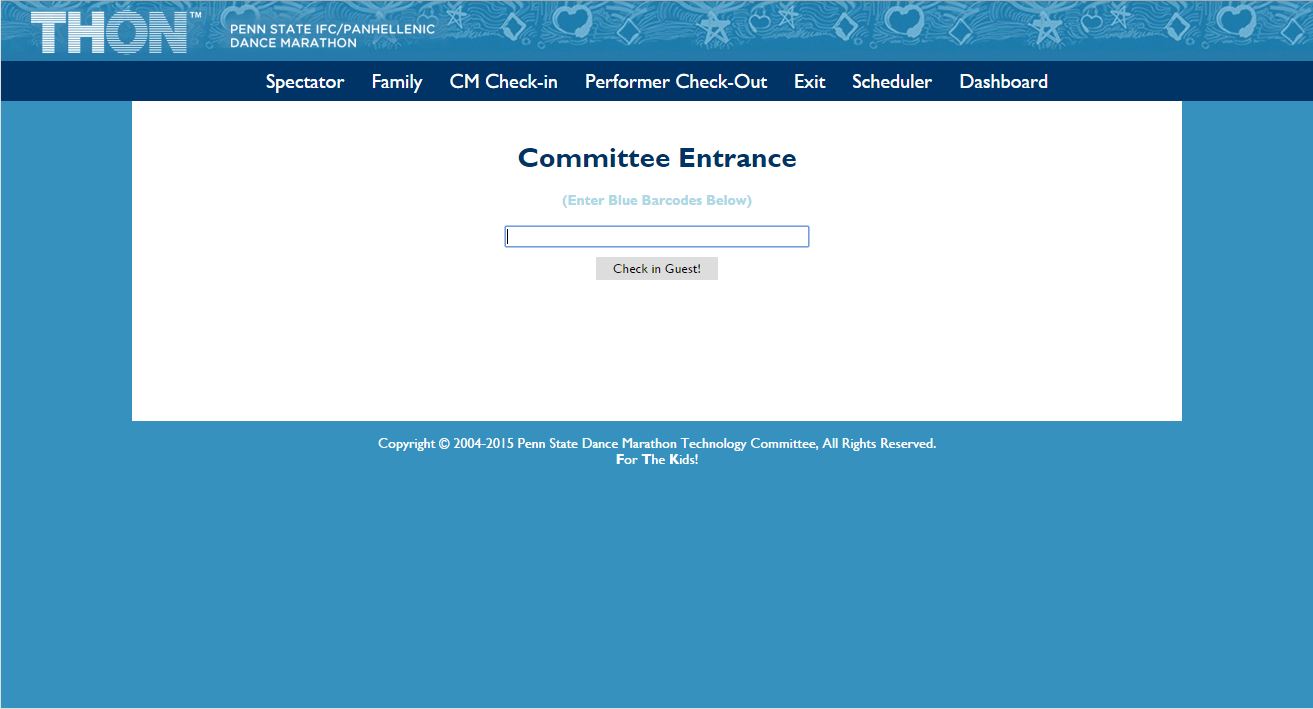 THON™
PENN STATE IFC/PANHELLENIC
DANCE MARATHON
Spectator Family CM Check-in Performer Check-Out Exit Scheduler Dashboard
Committee Entrance
(Enter Blue Barcodes Below)
Check in Guest!
Copyright © 2004-2015 Penn State Dance Marathon Technology Committee, All Rights Reserved.
For The Kids!